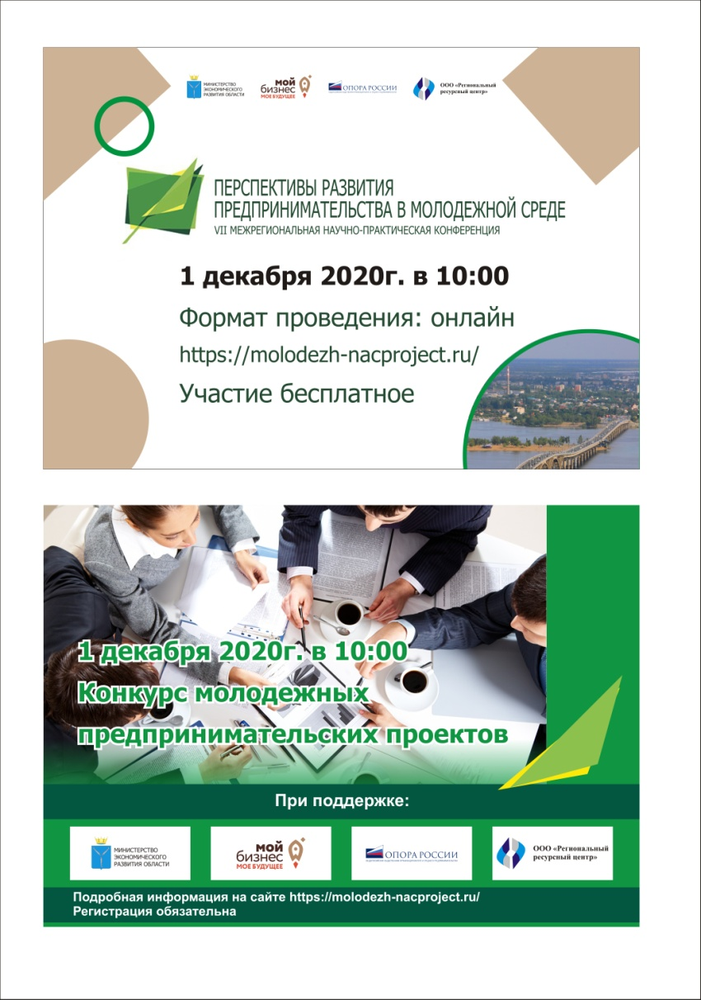 МИНИСТЕРСТВО
ЭКОНОМИЧЕСКОГО
РАЗВИТИЯ ОБЛАСТИ
МОЙ
бизнес
МОЕ БУДУЩЕЕ
ОПОРА РОССИИ
ООО «Региональный
ресурсный центр»
ПЕРСПЕКТИВЫ РАЗВИТИЯ
ПРЕДПРИНИМАТЕЛЬСТВА В МОЛОДЕЖНОЙ СРЕДЕ
VII МЕЖРЕГИОНАЛЬНАЯ НАУЧНО-ПРАКТИЧЕСКАЯ КОНФЕРЕНЦИЯ
1 декабря 2020г. в 10:00
Формат проведения: онлайн
https://molodezh-nacproject.ru/
Участие бесплатное
1 декабря 2020г. в 10:00
Конкурс молодежных
предпринимательских проектов
При поддержке:
МИНИСТЕРСТВО
ЭКОНОМИЧЕСКОГО
РАЗВИТИЯ ОБЛАСТИ
МОЙ
бизнес
МОЕ БУДУЩЕЕ
ОПОРА РОССИИ
ООО «Региональный
ресурсный центр»
Подробная информация на сайте https://molodezh-nacproject.ru/
Регистрация обязательна